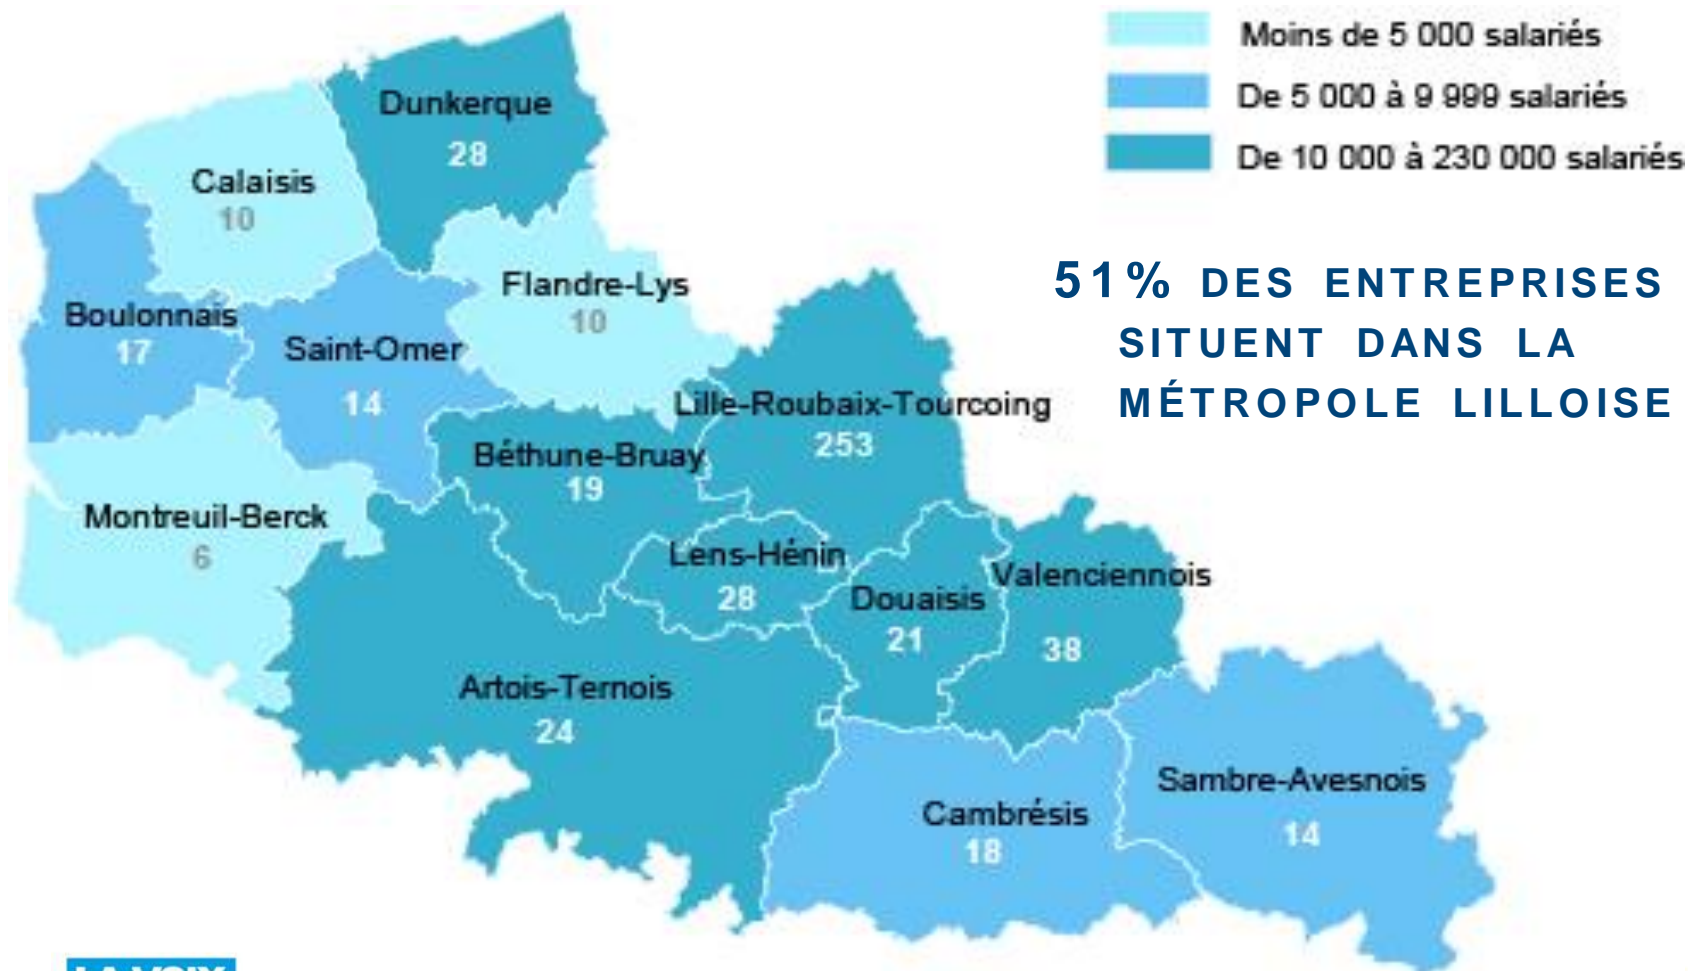 Moins de 5 000 salariés
De 5 000 à 9 999 salariés
De 10 000 à 230 000 salariés
51% DES ENTREPRISES
SITUENT DANS LA
MÉTROPOLE LILLOISE
Dunkerque
28
Calaisis
10
Flandre-Lys
10
Boulonnais
17
Saint-Omer
14
Lille-Roubaix-Tourcoing
253
Béthune-Bruay
19
Montreuil-Berck
6
Lens-Hénin
28
Douaisis
21
Valenciennois
38
Artois-Ternois
24
Cambrésis
18
Sambre-Avesnois
14
LA VOIX